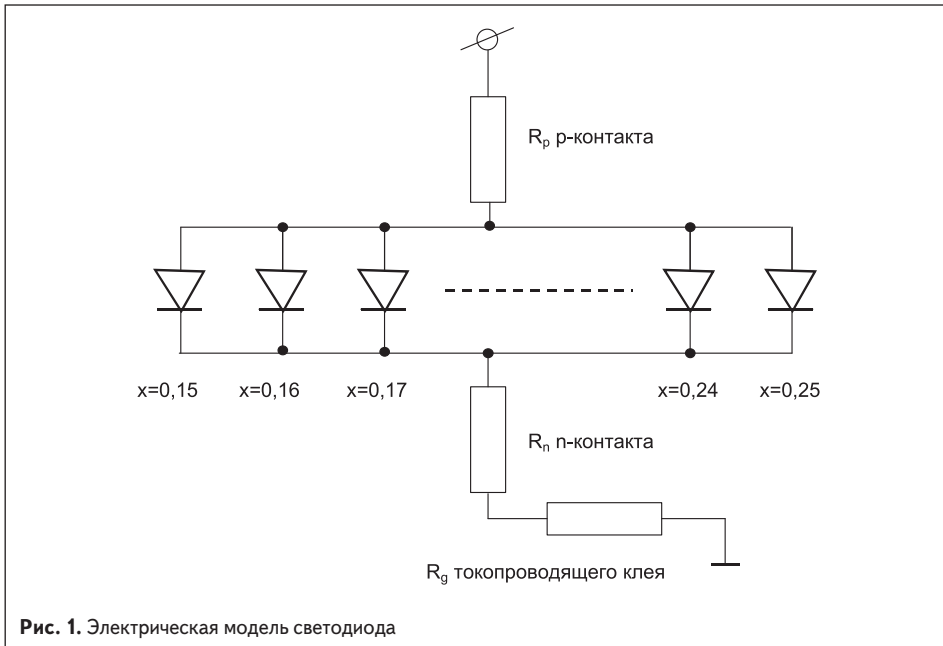 Rₚ р-контакта
x=0,15 x=0,16 x=0,17 x=0,24 x=0,25
Rₙ n-контакта
R_g токопроводящего клея
Рис. 1. Электрическая модель светодиода